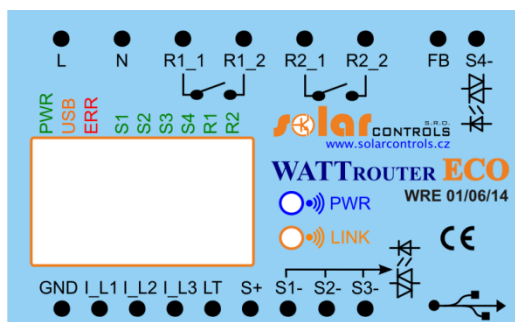 L N R1_1 R1_2 R2_1 R2_2 FB S4-
PWR USB ERR S1 S2 S3 S4 R1 R2
solar CONTROLS S.R.O.
www.solarcontrols.cz
WATTROUTER ECO
WRE 01/06/14
PWR
LINK
CE
GND I_L1 I_L2 I_L3 LT S+ S1- S2- S3-